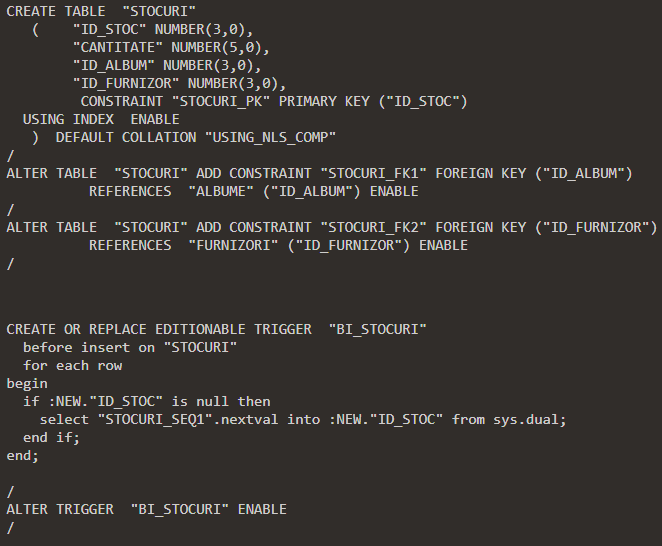 CREATE TABLE  "STOCURI"
   (    "ID_STOC" NUMBER(3,0),
        "CANTITATE" NUMBER(5,0),
        "ID_ALBUM" NUMBER(3,0),
        "ID_FURNIZOR" NUMBER(3,0),
         CONSTRAINT "STOCURI_PK" PRIMARY KEY ("ID_STOC")
  USING INDEX  ENABLE
   )  DEFAULT COLLATION "USING_NLS_COMP"
/
ALTER TABLE  "STOCURI" ADD CONSTRAINT "STOCURI_FK1" FOREIGN KEY ("ID_ALBUM")
          REFERENCES  "ALBUME" ("ID_ALBUM") ENABLE
/
ALTER TABLE  "STOCURI" ADD CONSTRAINT "STOCURI_FK2" FOREIGN KEY ("ID_FURNIZOR")
          REFERENCES  "FURNIZORI" ("ID_FURNIZOR") ENABLE
/
CREATE OR REPLACE EDITIONABLE TRIGGER  "BI_STOCURI"
  before insert on "STOCURI"
  for each row
begin
  if :NEW."ID_STOC" is null then
    select "STOCURI_SEQ1".nextval into :NEW."ID_STOC" from sys.dual;
  end if;
end;
/
ALTER TRIGGER  "BI_STOCURI" ENABLE
/